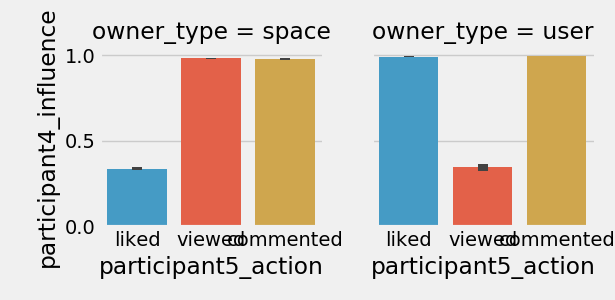 owner_type = space
owner_type = user
participant4_influence
1.0
0.5
0.0
liked
viewed
commented
liked
viewed
commented
participant5_action
participant5_action